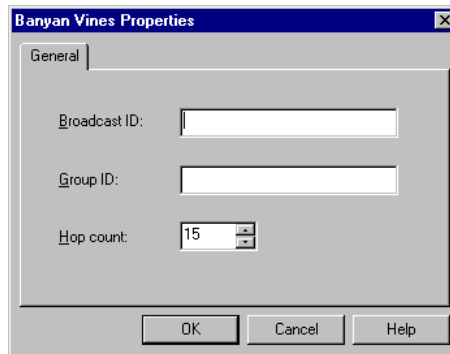 Banyan Vines Properties
General
Broadcast ID:
Group ID:
Hop count: 15
OK Cancel Help